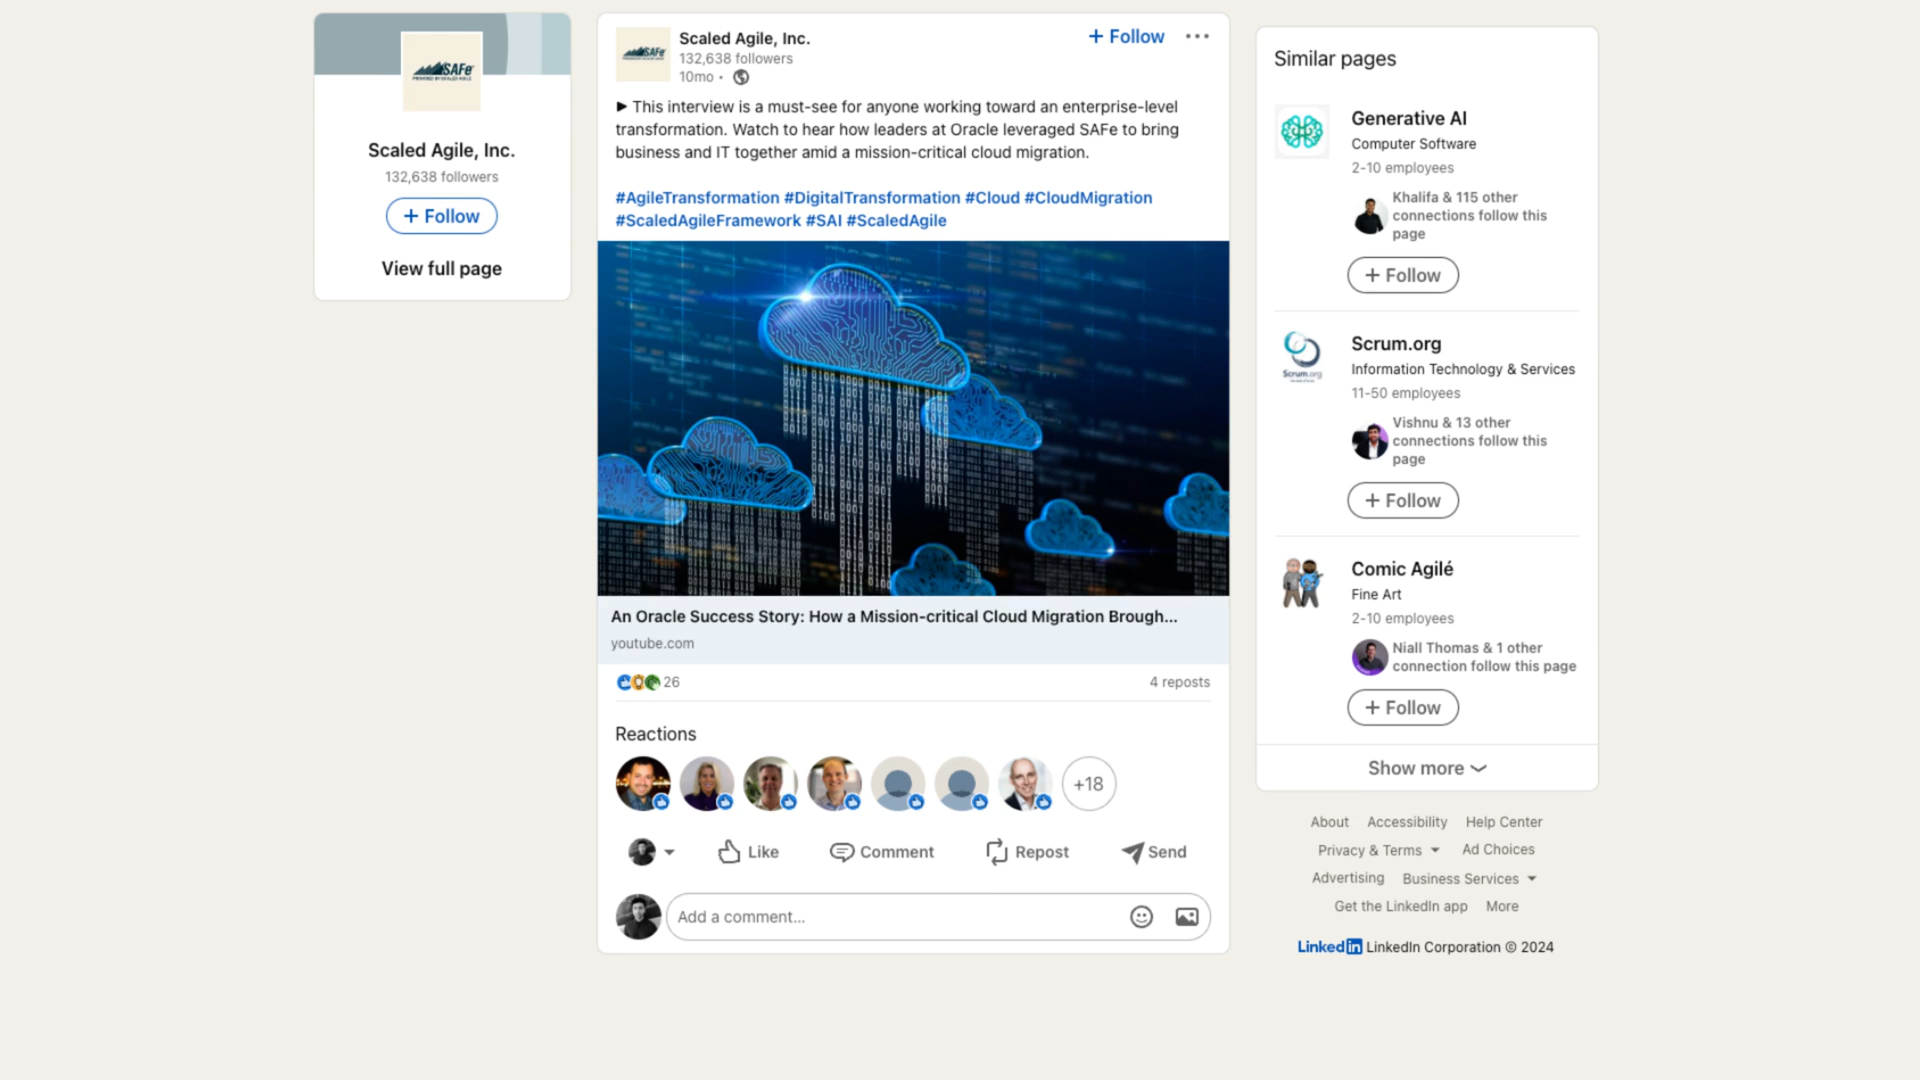 SAFe
Scaled Agile, Inc.
132,638 followers
+ Follow
View full page
SAFe
Scaled Agile, Inc.
132,638 followers
10mo •
+ Follow
► This interview is a must-see for anyone working toward an enterprise-level
transformation. Watch to hear how leaders at Oracle leveraged SAFe to bring
business and IT together amid a mission-critical cloud migration.
#AgileTransformation #DigitalTransformation #Cloud #CloudMigration
#ScaledAgileFramework #SAI #ScaledAgile
An Oracle Success Story: How a Mission-critical Cloud Migration Brough...
youtube.com
26
4 reposts
Reactions
+18
Like
Comment
Repost
Send
Add a comment...
Similar pages
Generative AI
Computer Software
2-10 employees
Khalifa & 115 other
connections follow this
page
+ Follow
Scrum.org
Scrum.org
Information Technology & Services
11-50 employees
Vishnu & 13 other
connections follow this
page
+ Follow
Comic Agilé
Fine Art
2-10 employees
Niall Thomas & 1 other
connection follow this page
+ Follow
Show more
About Accessibility Help Center
Privacy & Terms Ad Choices
Advertising Business Services
Get the LinkedIn app More
LinkedIn LinkedIn Corporation © 2024